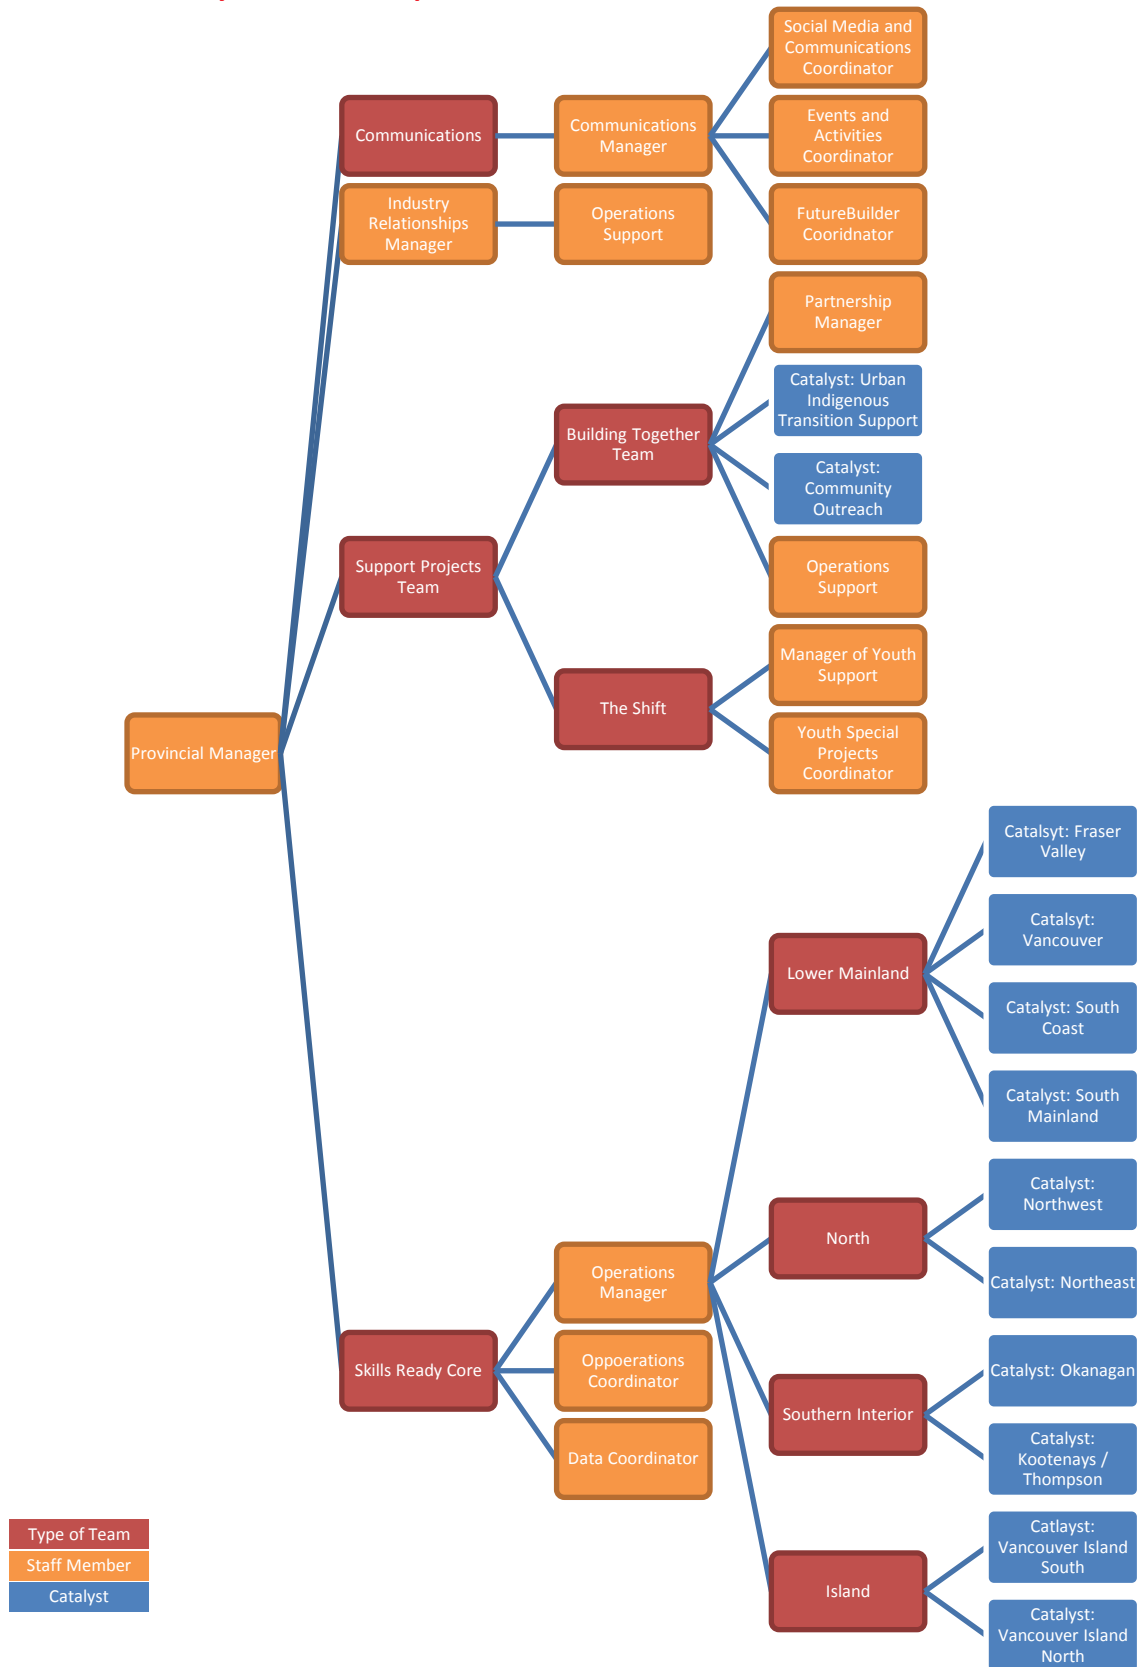 Social Media and
Communications
Coordinator
Communications
Communications
Manager
Events and
Activities
Coordinator
Industry
Relationships
Manager
Operations
Support
FutureBuilder
Cooridnator
Partnership
Manager
Catalyst: Urban
Indigenous
Transition Support
Building Together
Team
Catalyst:
Community
Outreach
Support Projects
Team
Operations
Support
Manager of Youth
Support
The Shift
Provincial Manager
Youth Special
Projects
Coordinator
Catalsyt: Fraser
Valley
Catalsyt:
Vancouver
Lower Mainland
Catalyst: South
Coast
Catalyst: South
Mainland
Catalyst:
Northwest
North
Operations
Manager
Catalyst: Northeast
Skills Ready Core
Oppoerations
Coordinator
Catalyst: Okanagan
Southern Interior
Data Coordinator
Catalyst:
Kootenays /
Thompson
Type of Team
Staff Member
Catalyst
Catlayst:
Vancouver Island
South
Island
Catalyst:
Vancouver Island
North